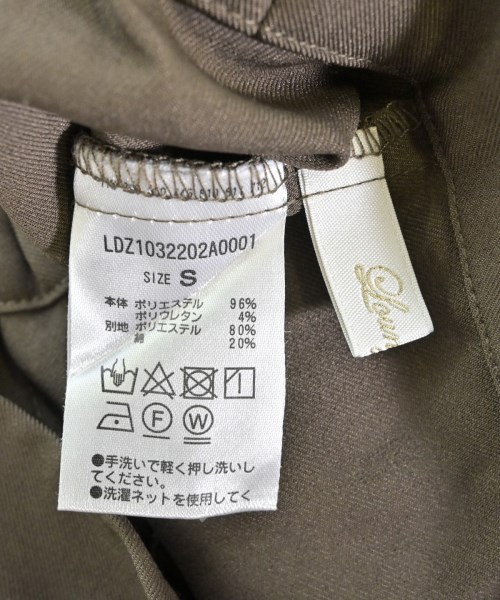 LDZ1032202A0001
SIZE S
本体 ポリエステル 96%
ポリウレタン 4%
別地 ポリエステル 80%
綿 20%
F W
●手洗いで軽く押し洗いし
てください。
●洗濯ネットを使用してく